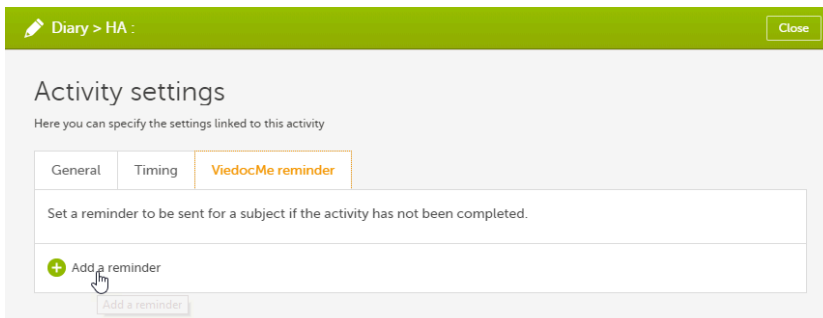 Diary > HA :
Close
Activity settings
Here you can specify the settings linked to this activity
General
Timing
ViedocMe reminder
Set a reminder to be sent for a subject if the activity has not been completed.
Add a reminder
Add a reminder